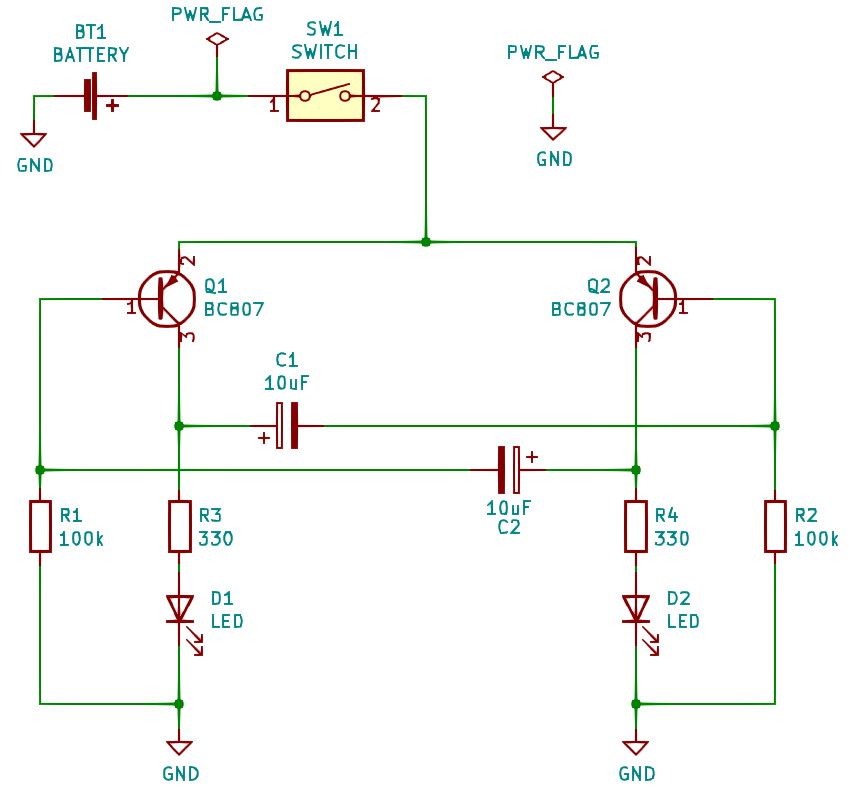 PWR_FLAG
BT1
BATTERY
+
SW1
SWITCH
1
2
PWR_FLAG
GND
GND
2
Q1
BC807
1
3
2
Q2
BC807
1
3
C1
10uF
+
+
10uF
C2
R1
100k
R3
330
R4
330
R2
100k
D1
LED
D2
LED
GND
GND